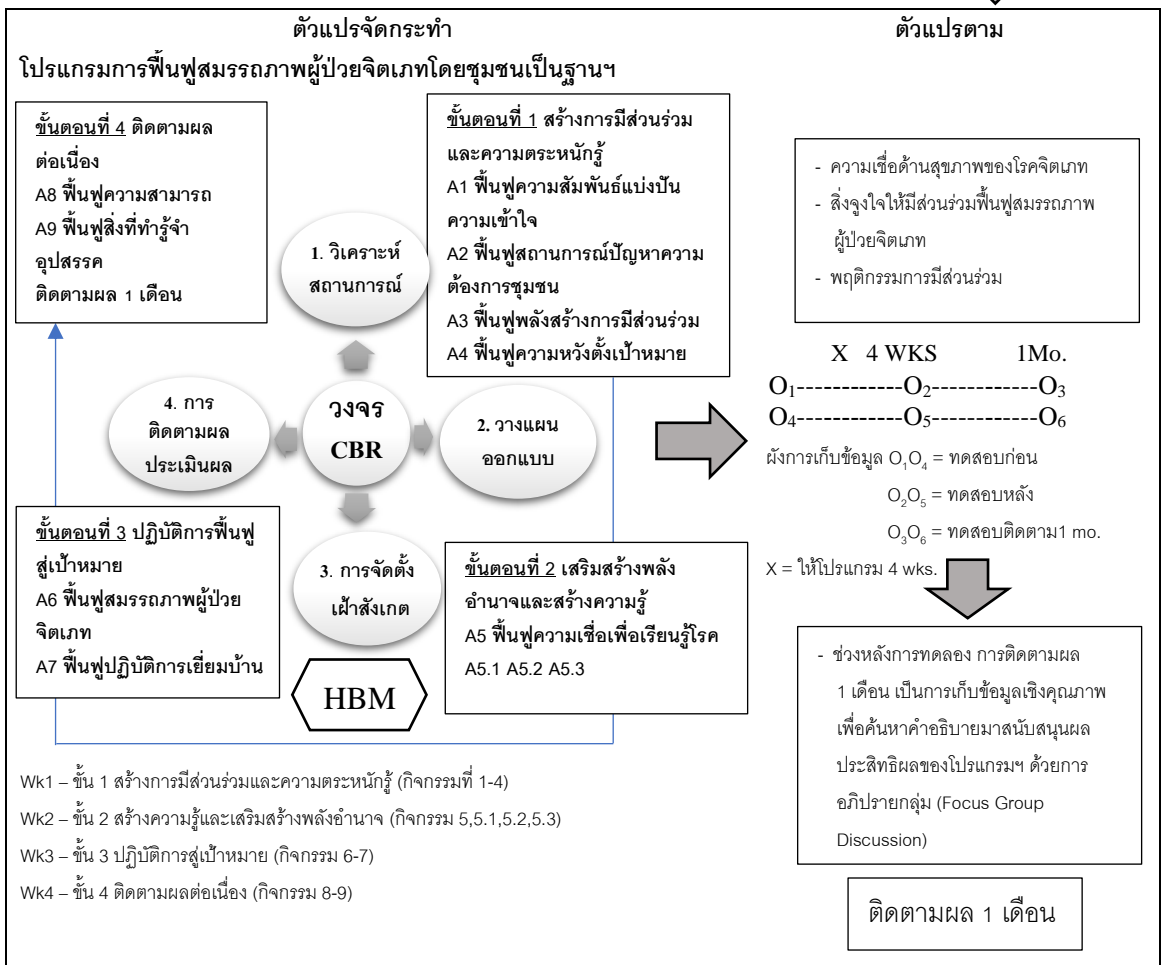 ตัวแปรจัดกระทำ
ตัวแปรตาม
โปรแกรมการฟื้นฟูสมรรถภาพผู้ป่วยจิตเภทโดยชุมชนเป็นฐานฯ
ขั้นตอนที่ 4 ติดตามผล
ต่อเนื่อง
A8 ฟื้นฟูความสามารถ
A9 ฟื้นฟูสิ่งที่ทำรู้จำ
อุปสรรค
ติดตามผล 1 เดือน
ขั้นตอนที่ 1 สร้างการมีส่วนร่วม
และความตระหนักรู้
A1 ฟื้นฟูความสัมพันธ์แบ่งปัน
ความเข้าใจ
A2 ฟื้นฟูสถานการณ์ปัญหาความ
ต้องการชุมชน
A3 ฟื้นฟูพลังสร้างการมีส่วนร่วม
A4 ฟื้นฟูความหวังตั้งเป้าหมาย
1. วิเคราะห์
สถานการณ์
4. การ
ติดตามผล
ประเมินผล
วงจร
CBR
2. วางแผน
ออกแบบ
3. การจัดตั้ง
เฝ้าสังเกต
ขั้นตอนที่ 3 ปฏิบัติการฟื้นฟู
สู่เป้าหมาย
A6 ฟื้นฟูสมรรถภาพผู้ป่วย
จิตเภท
A7 ฟื้นฟูปฏิบัติการเยี่ยมบ้าน
ขั้นตอนที่ 2 เสริมสร้างพลัง
อำนาจและสร้างความรู้
A5 ฟื้นฟูความเชื่อเพื่อเรียนรู้โรค
A5.1 A5.2 A5.3
HBM
Wk1 – ขั้น 1 สร้างการมีส่วนร่วมและความตระหนักรู้ (กิจกรรมที่ 1-4)
Wk2 – ขั้น 2 สร้างความรู้และเสริมสร้างพลังอำนาจ (กิจกรรม 5,5.1,5.2,5.3)
Wk3 – ขั้น 3 ปฏิบัติการสู่เป้าหมาย (กิจกรรม 6-7)
Wk4 – ขั้น 4 ติดตามผลต่อเนื่อง (กิจกรรม 8-9)
- ความเชื่อด้านสุขภาพของโรคจิตเภท
- สิ่งจูงใจให้มีส่วนร่วมฟื้นฟูสมรรถภาพ
ผู้ป่วยจิตเภท
- พฤติกรรมการมีส่วนร่วม
X 4 WKS 1Mo.
O₁-------------O₂------------O₃
O₄-------------O₅------------O₆
ผังการเก็บข้อมูล O₁O₄ = ทดสอบก่อน
O₂O₅ = ทดสอบหลัง
O₃O₆ = ทดสอบติดตาม1 mo.
X = ให้โปรแกรม 4 wks.
- ช่วงหลังการทดลอง การติดตามผล
1 เดือน เป็นการเก็บข้อมูลเชิงคุณภาพ
เพื่อค้นหาคำอธิบายมาสนับสนุนผล
ประสิทธิผลของโปรแกรมฯ ด้วยการ
อภิปรายกลุ่ม (Focus Group
Discussion)
ติดตามผล 1 เดือน